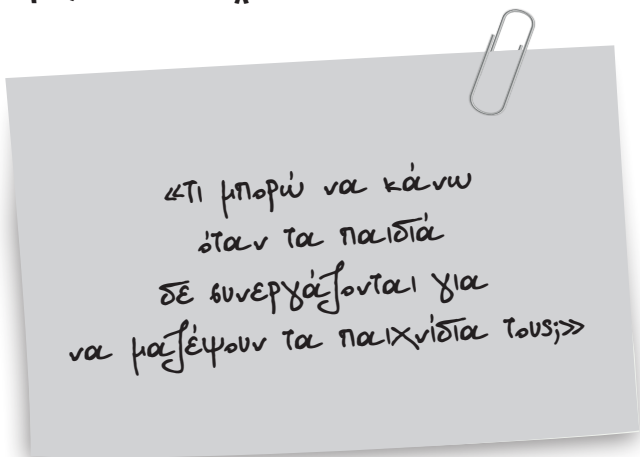 «Τι μπορώ να κάνω
όταν τα παιδιά
δε συνεργάζονται για
να μαζέψουν τα παιχνίδια τους;»